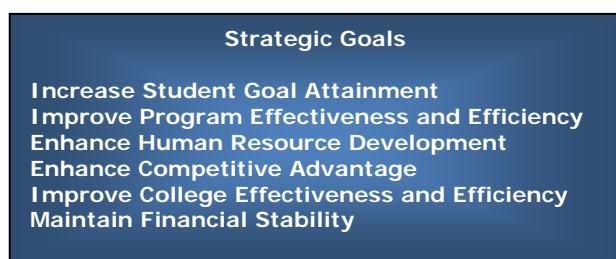 Strategic Goals
Increase Student Goal Attainment
Improve Program Effectiveness and Efficiency
Enhance Human Resource Development
Enhance Competitive Advantage
Improve College Effectiveness and Efficiency
Maintain Financial Stability